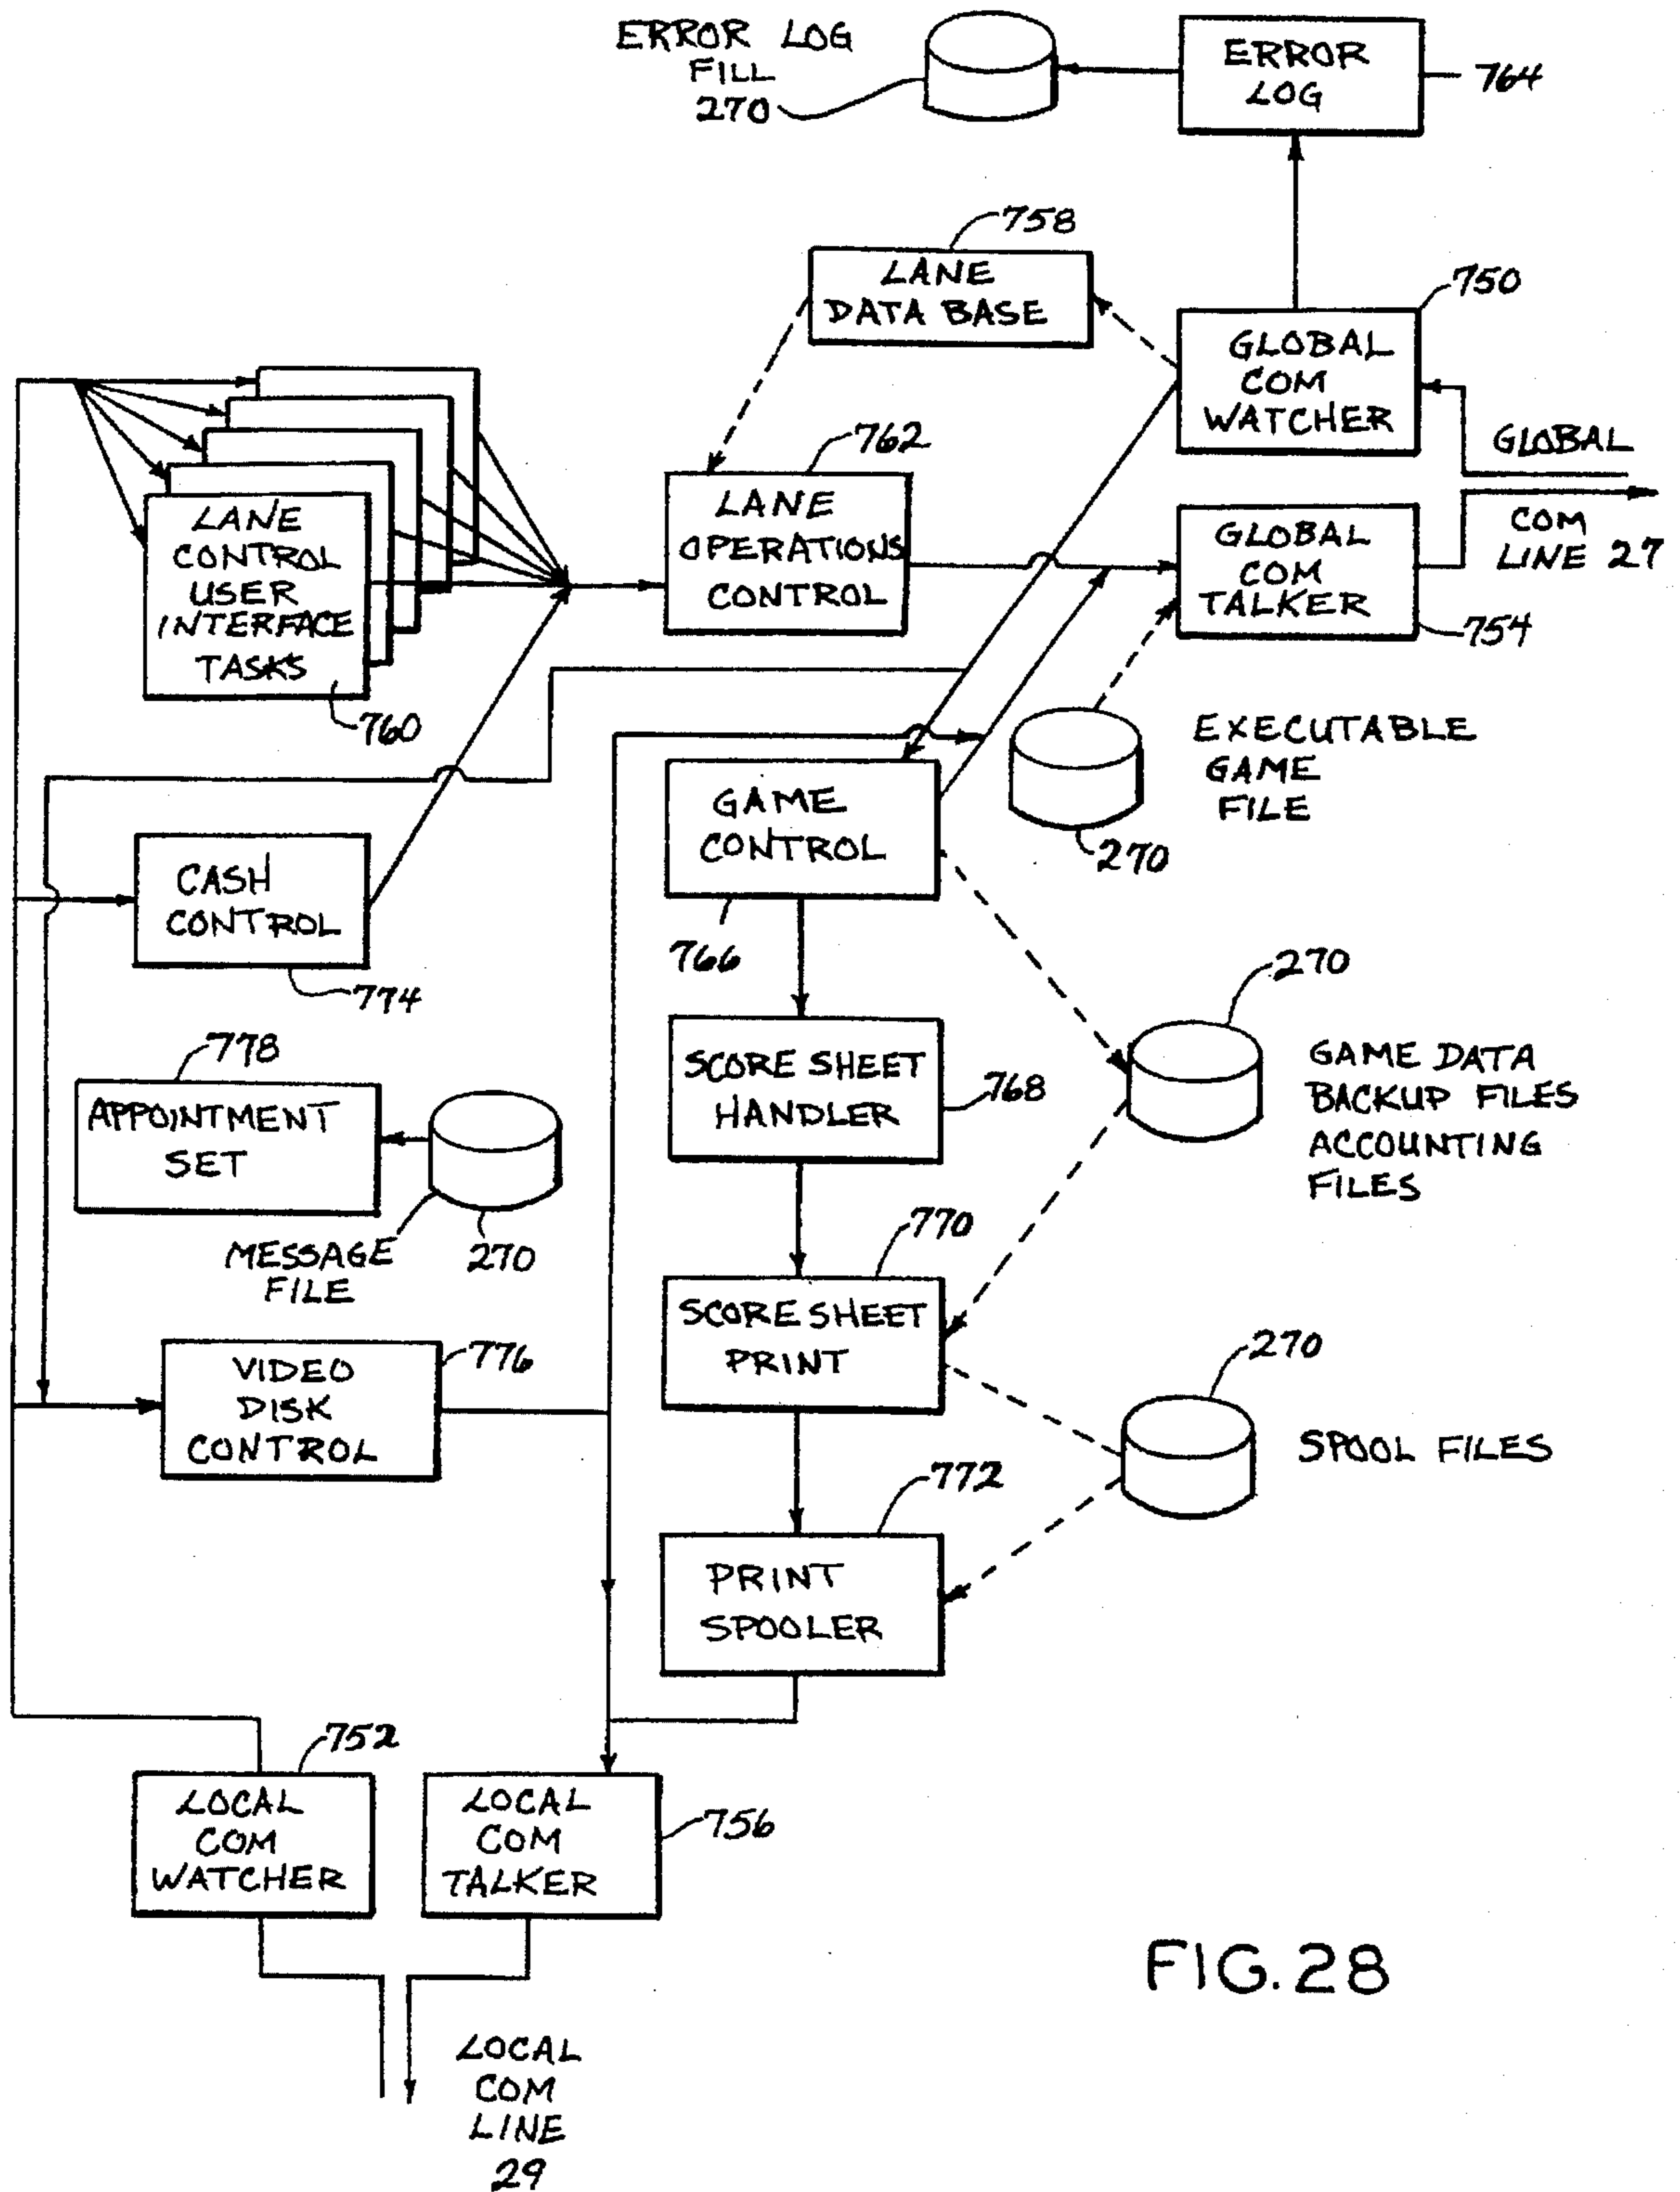 ERROR LOG
FILL
270
ERROR
LOG
764
758
LANE
DATA BASE
750
GLOBAL
COM
WATCHER
GLOBAL
COM
LINE 27
762
LANE
OPERATIONS
CONTROL
GLOBAL
COM
TALKER
754
LANE
CONTROL
USER
INTERFACE
TASKS
760
EXECUTABLE
GAME
FILE
270
GAME
CONTROL
766
CASH
CONTROL
774
270
GAME DATA
BACKUP FILES
ACCOUNTING
FILES
778
APPOINTMENT
SET
MESSAGE
FILE
270
SCORE SHEET
HANDLER
768
770
SCORE SHEET
PRINT
270
SPOOL FILES
776
VIDEO
DISK
CONTROL
772
PRINT
SPOOLER
752
LOCAL
COM
WATCHER
LOCAL
COM
TALKER
756
LOCAL
COM
LINE
29
FIG. 28